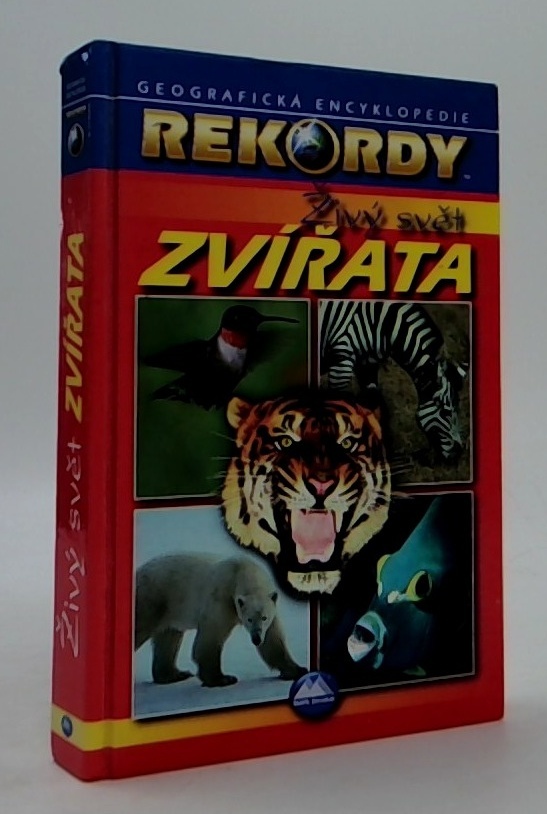 GEOGRAFICKÁ ENCYKLOPEDIE
REKORDY
Živý svět
ZVÍŘATA
Živý svět ZVÍŘATA